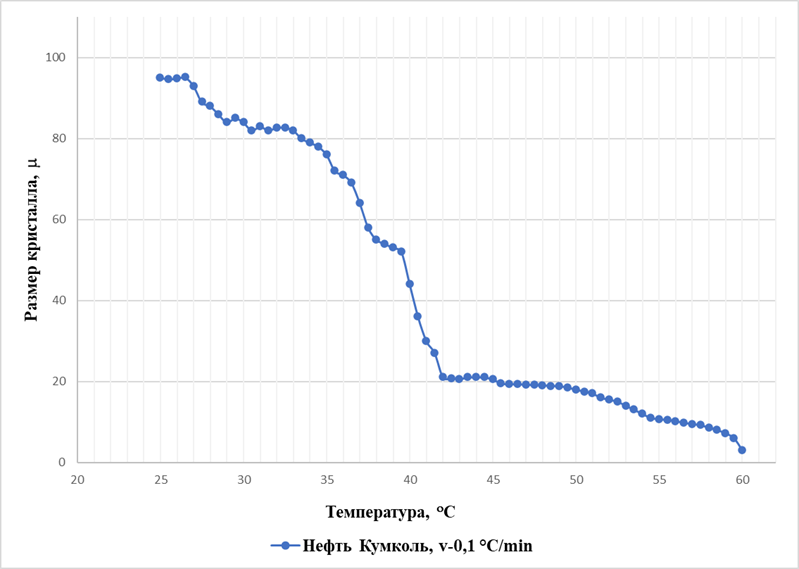 100
80
60
40
20
0
Размер кристалла, μ
20 25 30 35 40 45 50 55 60
Температура, °С
Нефть Кумколь, v-0,1 °C/min